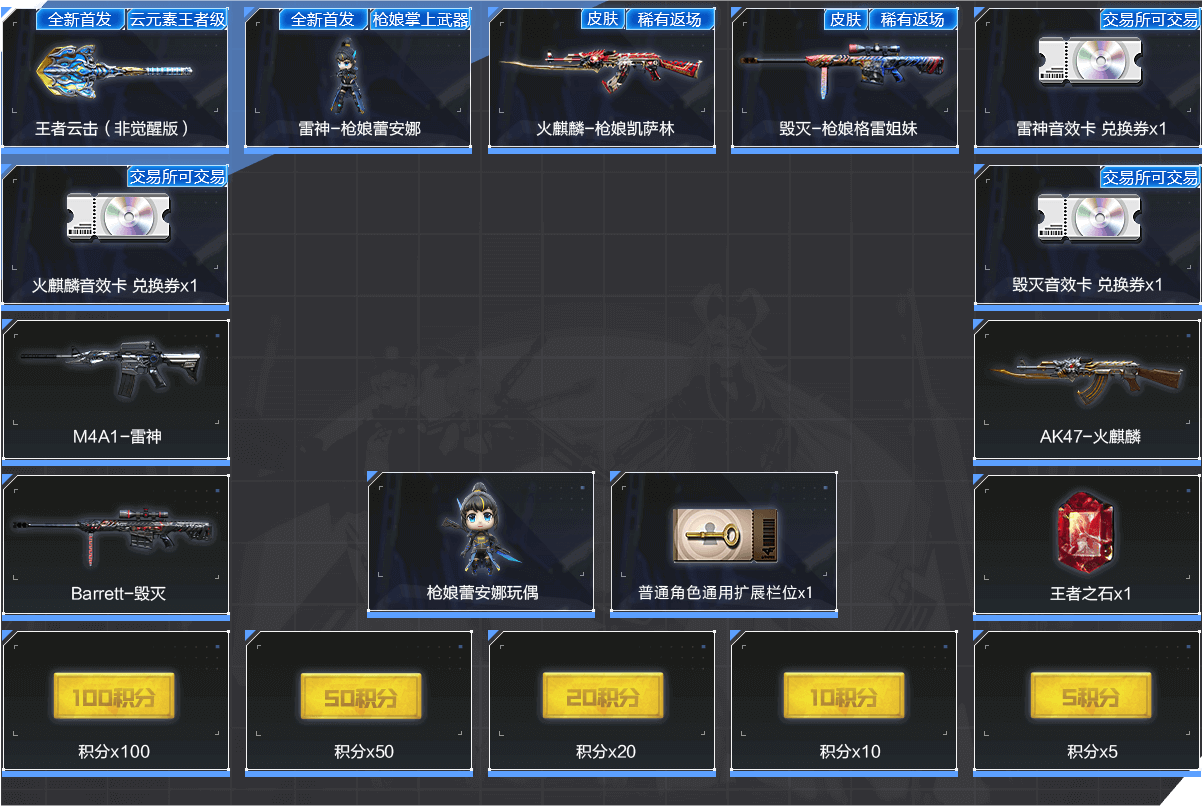 全新首发 云元素王者级
王者云击（非觉醒版）
全新首发 枪娘掌上武器
雷神-枪娘蕾安娜
皮肤 稀有返场
火麒麟-枪娘凯萨林
皮肤 稀有返场
毁灭-枪娘格雷姐妹
交易所可交易
雷神音效卡 兑换券x1
交易所可交易
火麒麟音效卡 兑换券x1
交易所可交易
毁灭音效卡 兑换券x1
M4A1-雷神
AK47-火麒麟
Barrett-毁灭
枪娘蕾安娜玩偶
普通角色通用扩展栏位x1
王者之石x1
100积分
积分x100
50积分
积分x50
20积分
积分x20
10积分
积分x10
5积分
积分x5